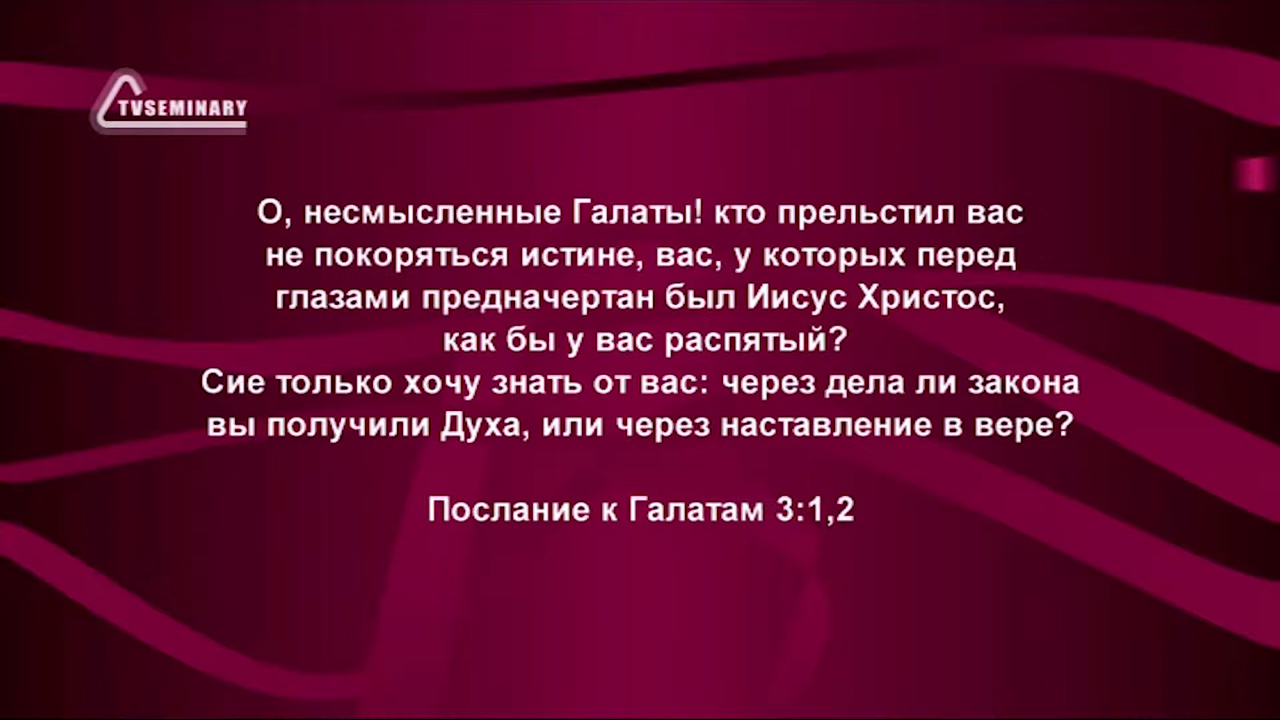 TVSEMINARY
О, несмысленные Галаты! кто прельстил вас
не покоряться истине, вас, у которых перед
глазами предначертан был Иисус Христос,
как бы у вас распятый?
Сие только хочу знать от вас: через дела ли закона
вы получили Духа, или через наставление в вере?
Послание к Галатам 3:1,2